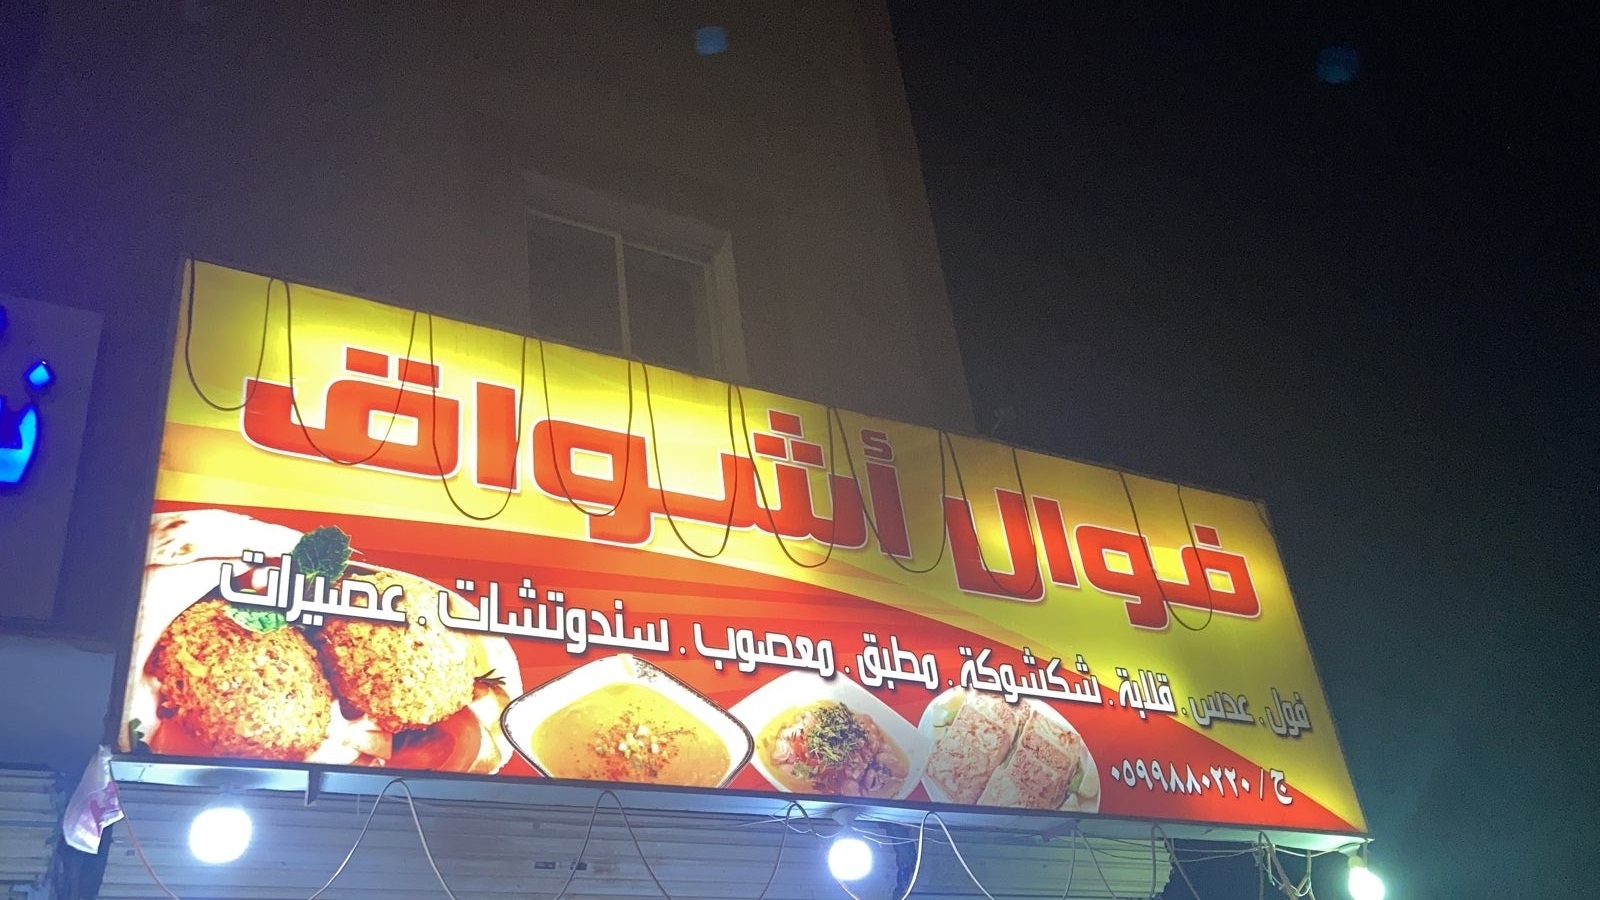 فوال أشواق
فول . عدس . قلابة . شكشوكة . مطبق . معصوب . سندوتشات . عصيرات
ج / ٠٥٩٩٨٨٠٢٢٠